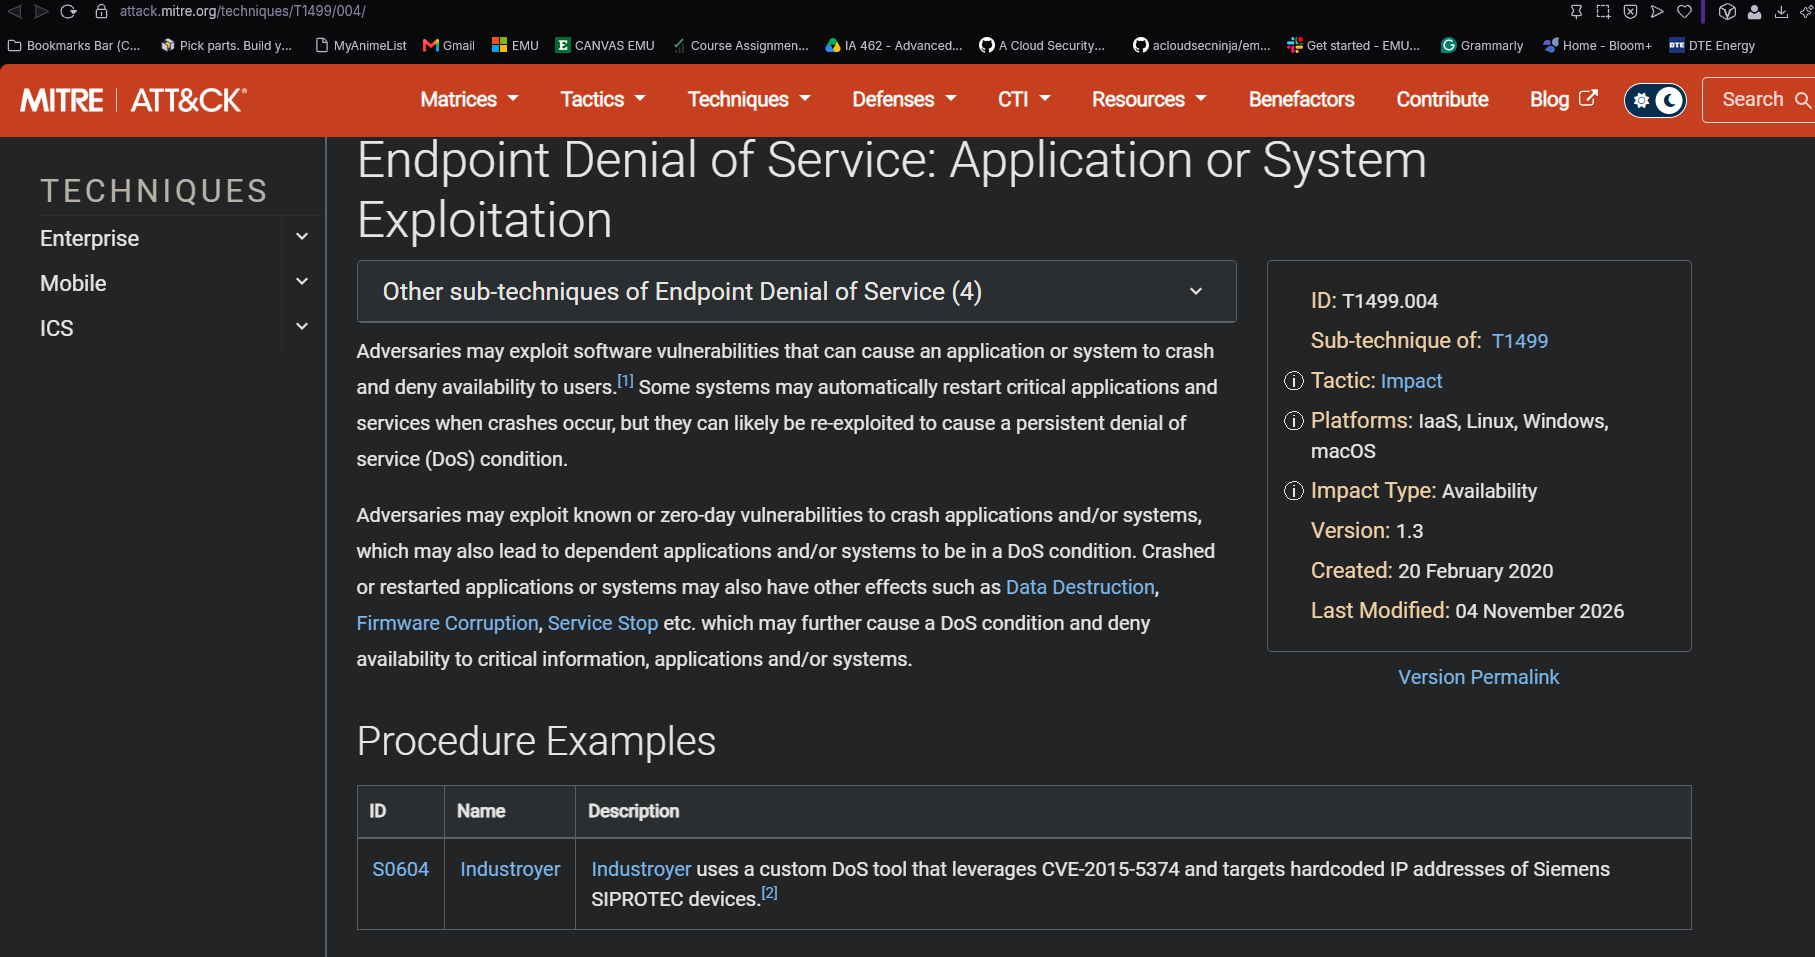 attack.mitre.org/techniques/T1499/004/
Bookmarks Bar (C... Pick parts. Build y... MyAnimeList Gmail EMU CANVAS EMU Course Assignmen... IA 462 - Advanced... A Cloud Security... acloudsecninja/em... Get started - EMU... Grammarly Home - Bloom+ DTE Energy
MITRE | ATT&CK® Matrices Tactics Techniques Defenses CTI Resources Benefactors Contribute Blog Search
TECHNIQUES
Enterprise
Mobile
ICS
Endpoint Denial of Service: Application or System
Exploitation
Other sub-techniques of Endpoint Denial of Service (4)
Adversaries may exploit software vulnerabilities that can cause an application or system to crash
and deny availability to users.[1] Some systems may automatically restart critical applications and
services when crashes occur, but they can likely be re-exploited to cause a persistent denial of
service (DoS) condition.
Adversaries may exploit known or zero-day vulnerabilities to crash applications and/or systems,
which may also lead to dependent applications and/or systems to be in a DoS condition. Crashed
or restarted applications or systems may also have other effects such as Data Destruction,
Firmware Corruption, Service Stop etc. which may further cause a DoS condition and deny
availability to critical information, applications and/or systems.
ID: T1499.004
Sub-technique of: T1499
Tactic: Impact
Platforms: IaaS, Linux, Windows,
macOS
Impact Type: Availability
Version: 1.3
Created: 20 February 2020
Last Modified: 04 November 2026
Version Permalink
Procedure Examples
ID Name Description
S0604 Industroyer Industroyer uses a custom DoS tool that leverages CVE-2015-5374 and targets hardcoded IP addresses of Siemens
SIPROTEC devices.[2]